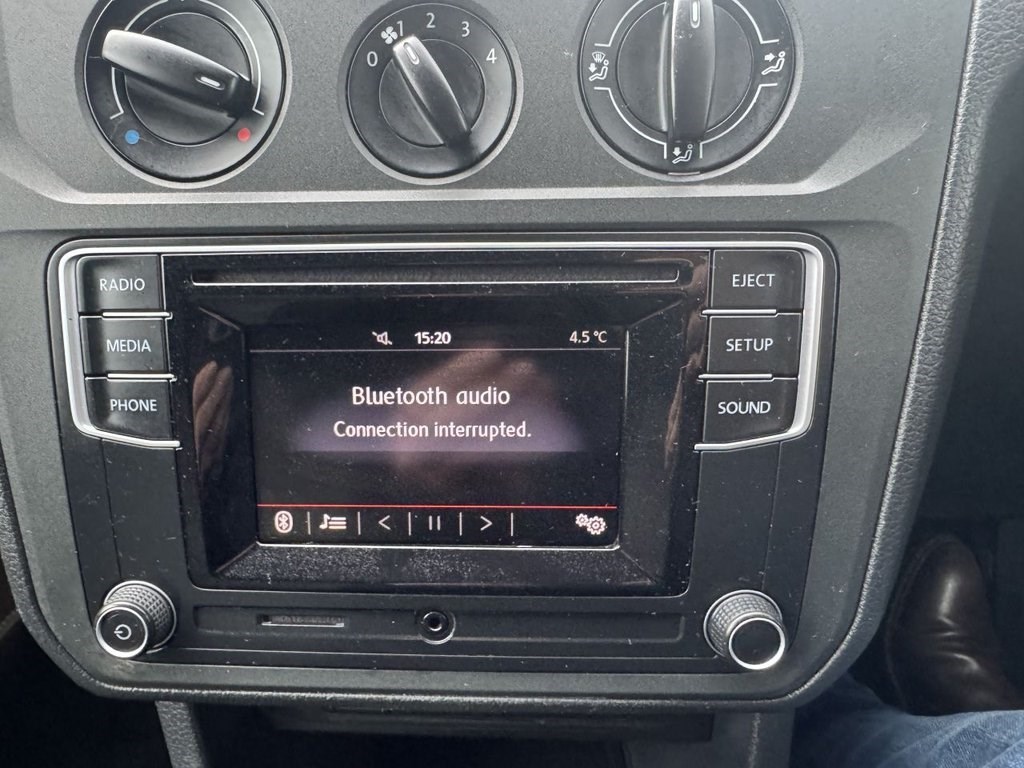 0 1 2 3 4
RADIO
EJECT
MEDIA
SETUP
PHONE
SOUND
15:20 4.5 °C
Bluetooth audio
Connection interrupted.